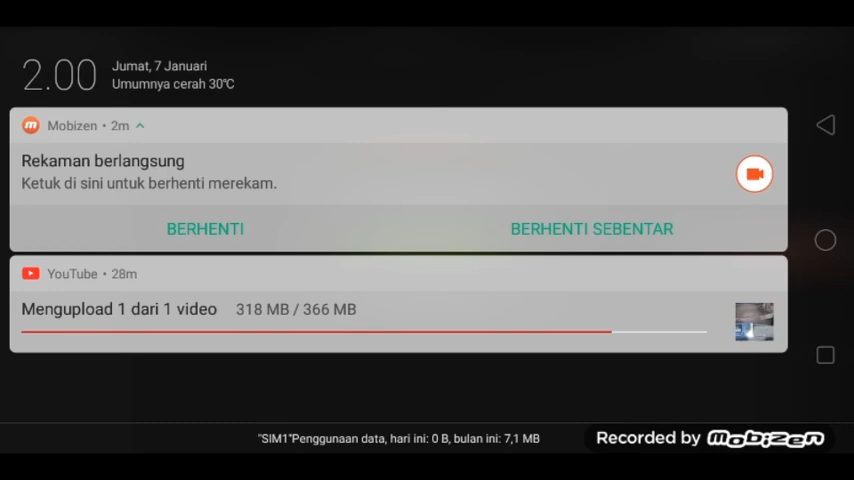 2.00
Jumat, 7 Januari
Umumnya cerah 30°C
Mobizen • 2m
Rekaman berlangsung
Ketuk di sini untuk berhenti merekam.
BERHENTI BERHENTI SEBENTAR
YouTube • 28m
Mengupload 1 dari 1 video 318 MB / 366 MB
"SIM1"Penggunaan data, hari ini: 0 B, bulan ini: 7,1 MB
Recorded by mobizen